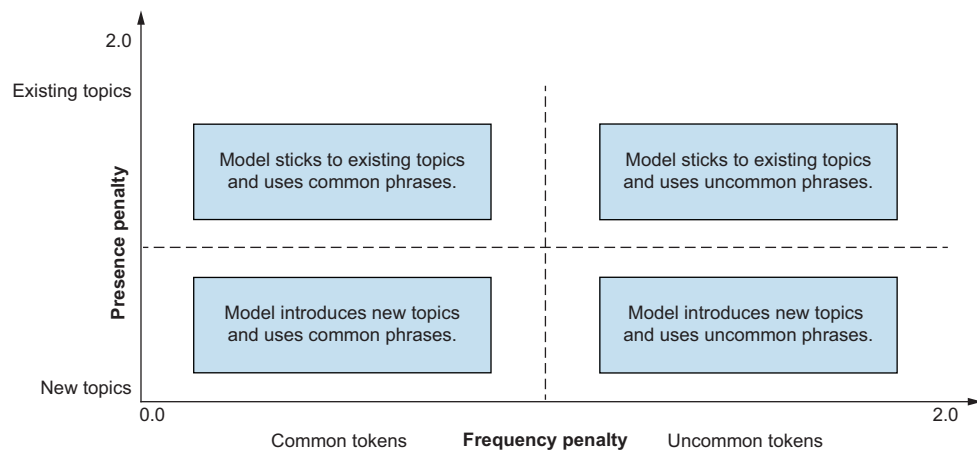 2.0
Existing topics
Model sticks to existing topics
and uses common phrases.
Model sticks to existing topics
and uses uncommon phrases.
Presence penalty
Model introduces new topics
and uses common phrases.
Model introduces new topics
and uses uncommon phrases.
New topics
0.0
2.0
Common tokens
Frequency penalty
Uncommon tokens